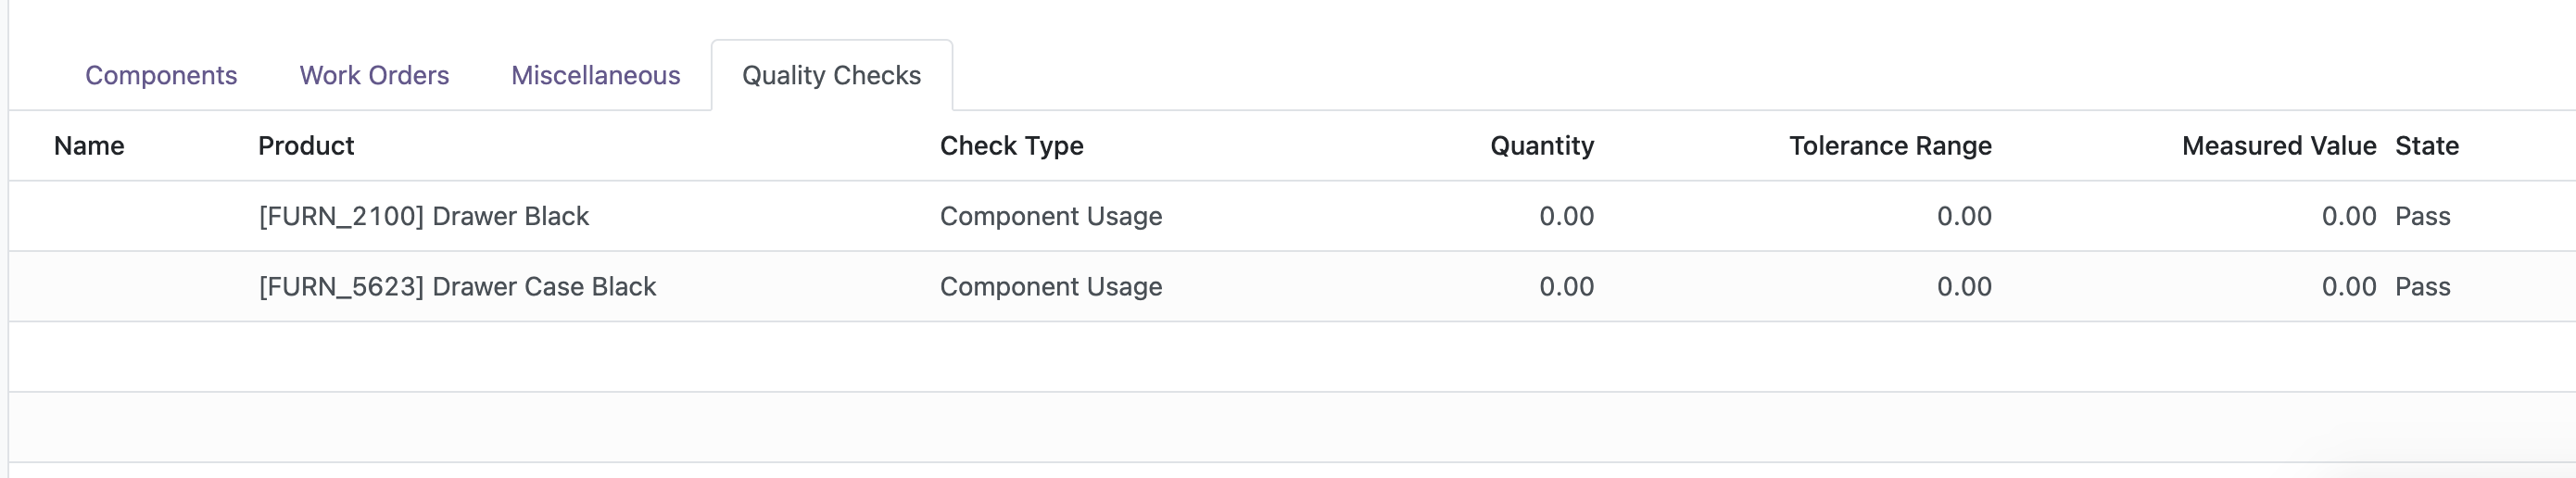 Components Work Orders Miscellaneous Quality Checks
Name Product Check Type Quantity Tolerance Range Measured Value State
[FURN_2100] Drawer Black Component Usage 0.00 0.00 0.00 Pass
[FURN_5623] Drawer Case Black Component Usage 0.00 0.00 0.00 Pass